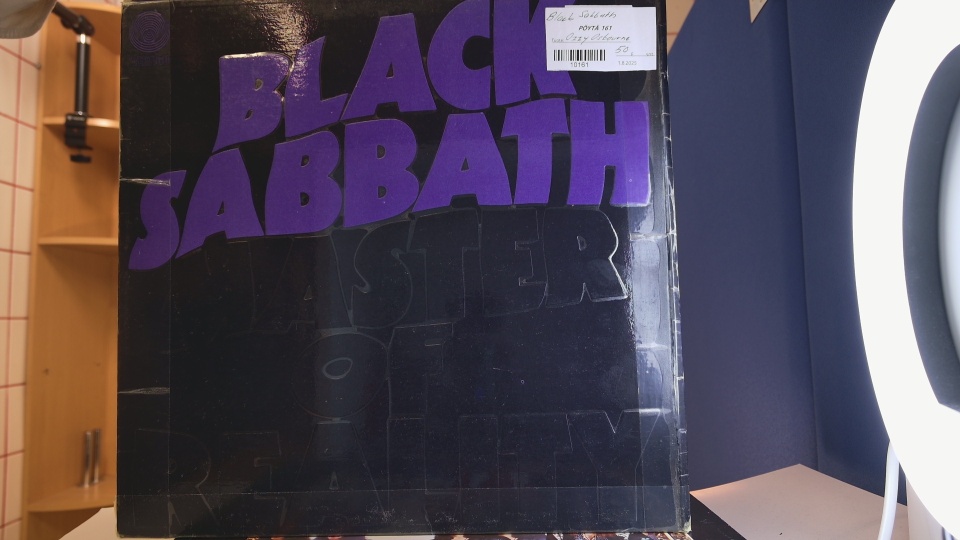 BLACK
SABBATH
MASTER
OF
REALITY
Black Sabbath
PÖYTÄ 161
Ozzy Osbourne
50
10161